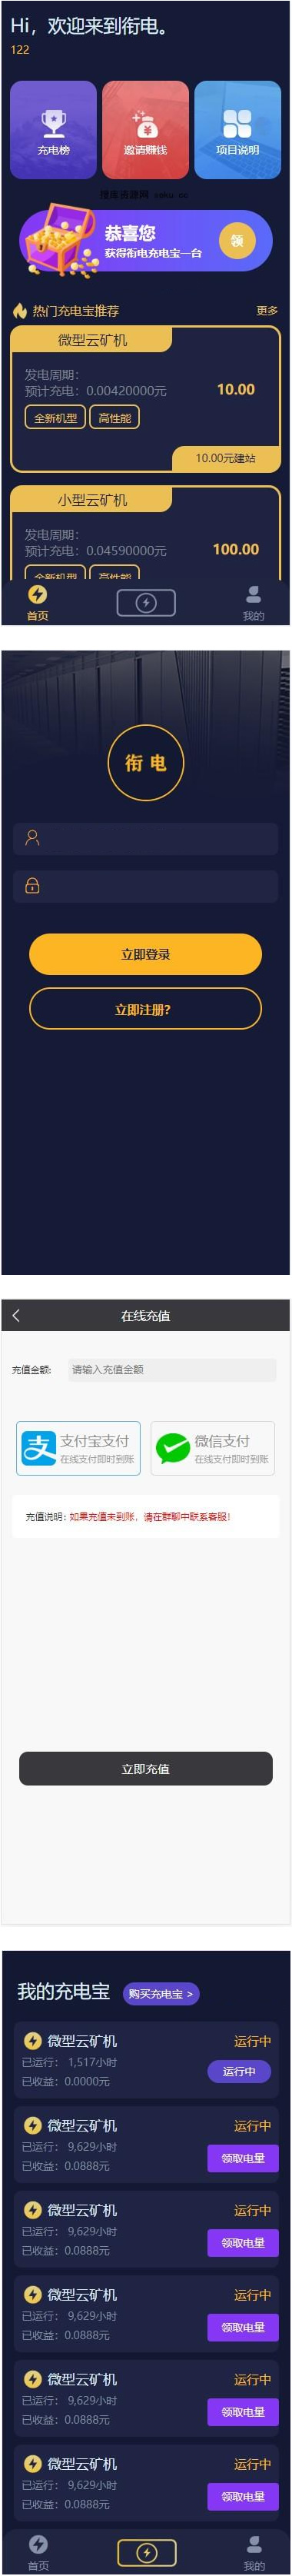 Hi，欢迎来到衔电。
122
充电榜
邀请赚钱
项目说明
恭喜您
获得衔电充电宝一台
领
热门充电宝推荐
更多
微型云矿机
发电周期：
预计充电：0.00420000元
10.00
全新机型
高性能
10.00元建站
小型云矿机
发电周期：
预计充电：0.04590000元
100.00
全新机型
高性能
首页
我的
衔电
立即登录
立即注册?
在线充值
充值金额:
请输入充值金额
支付宝支付
在线支付即时到账
微信支付
在线支付即时到账
充值说明：如果充值未到账，请在群聊中联系客服！
立即充值
我的充电宝
购买充电宝 >
微型云矿机
运行中
已运行： 1,517小时
运行中
已收益：0.0000元
微型云矿机
运行中
已运行： 9,629小时
领取电量
已收益：0.0888元
微型云矿机
运行中
已运行： 9,629小时
领取电量
已收益：0.0888元
微型云矿机
运行中
已运行： 9,629小时
领取电量
已收益：0.0888元
微型云矿机
运行中
已运行： 9,629小时
领取电量
已收益：0.0888元
微型云矿机
运行中
已运行： 9,629小时
领取电量
已收益：0.0888元
首页
我的